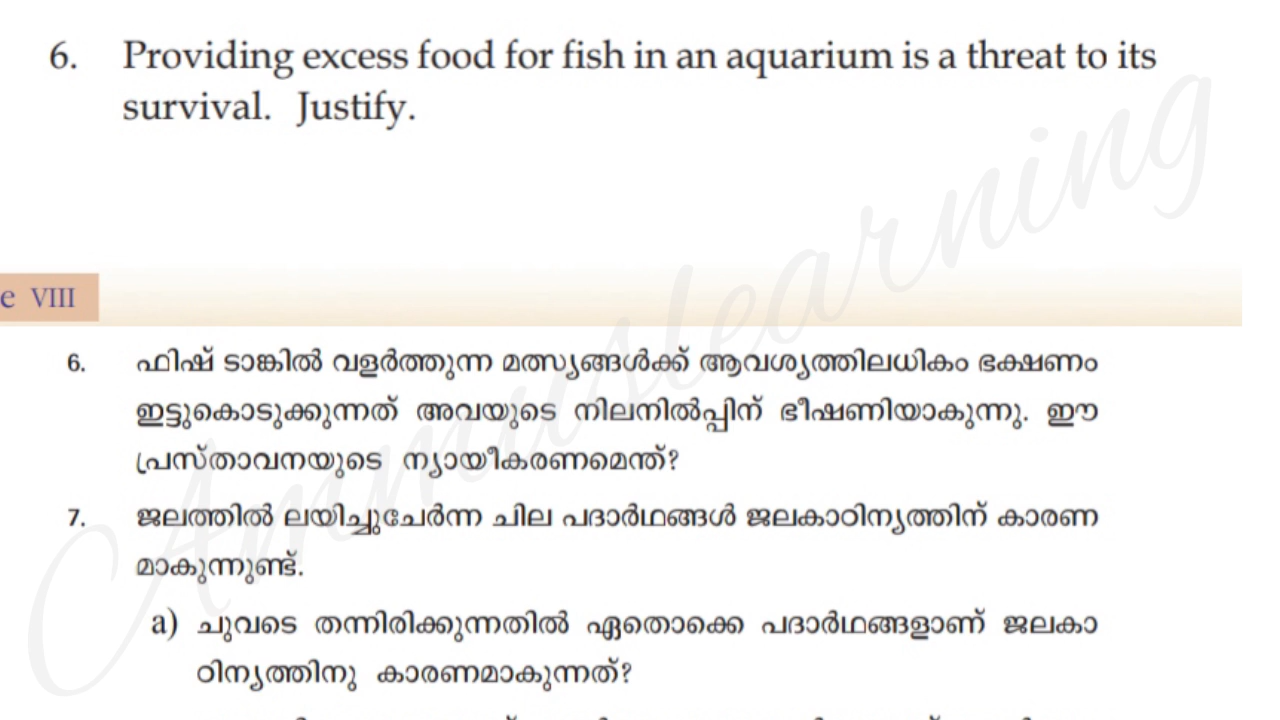 6. Providing excess food for fish in an aquarium is a threat to its
survival. Justify.
e VIII
6. ഫിഷ് ടാങ്കിൽ വളർത്തുന്ന മത്സ്യങ്ങൾക്ക് ആവശ്യത്തിലധികം ഭക്ഷണം
ഇട്ടുകൊടുക്കുന്നത് അവയുടെ നിലനിൽപ്പിന് ഭീഷണിയാകുന്നു. ഈ
പ്രസ്താവനയുടെ ന്യായീകരണമെന്ത്?
7. ജലത്തിൽ ലയിച്ചുചേർന്ന ചില പദാർഥങ്ങൾ ജലകാഠിന്യത്തിന് കാരണ
മാകുന്നുണ്ട്.
a) ചുവടെ തന്നിരിക്കുന്നതിൽ ഏതൊക്കെ പദാർഥങ്ങളാണ് ജലകാ
ഠിന്യത്തിനു കാരണമാകുന്നത്?
Ammuslearning